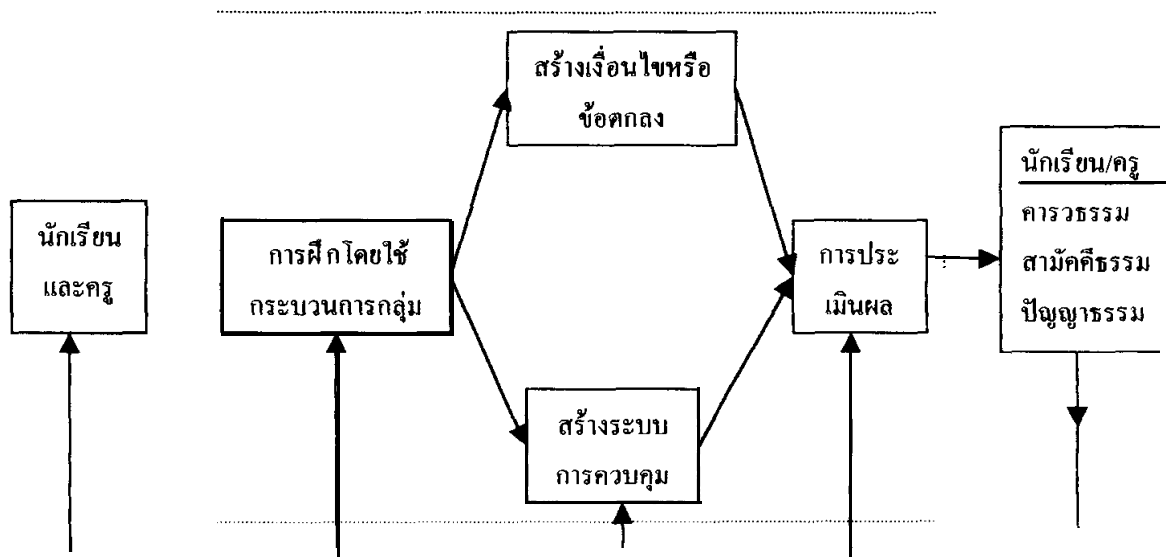 สร้างเงื่อนไขหรือ
ข้อตกลง
นักเรียน
และครู
การฝึกโดยใช้
กระบวนการกลุ่ม
การประ
เมินผล
นักเรียน/ครู
คารวธรรม
สามัคคีธรรม
ปัญญาธรรม
สร้างระบบ
การควบคุม